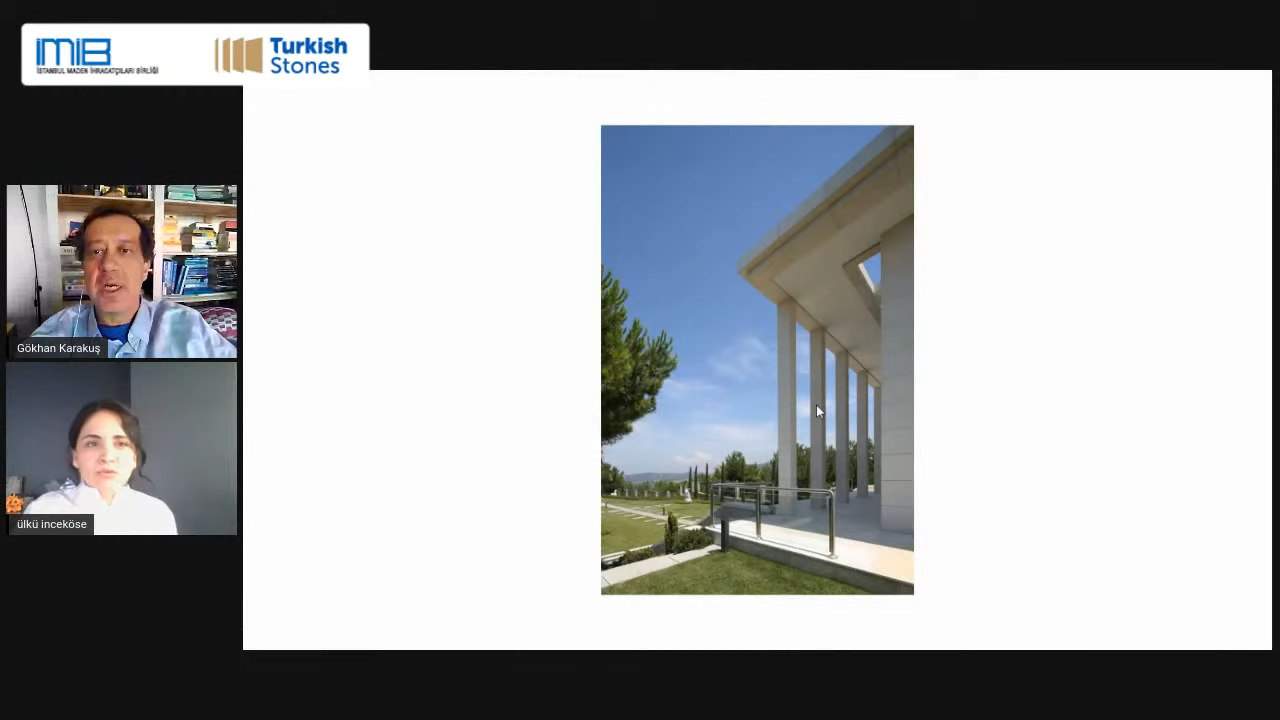 İMİB
İSTANBUL MADEN İHRACATÇILARI BİRLİĞİ
Turkish
Stones
Gökhan Karakuş
ülkü inceköse